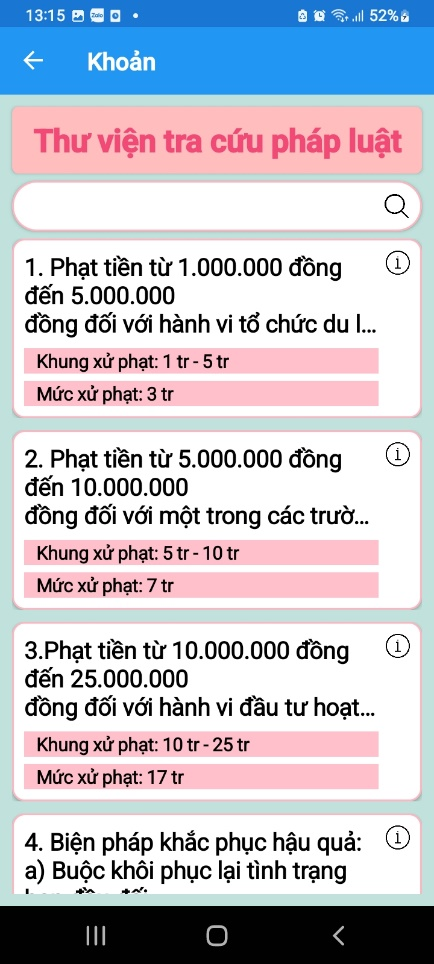 13:15 52%
Khoản
Thư viện tra cứu pháp luật
1. Phạt tiền từ 1.000.000 đồng
đến 5.000.000
đồng đối với hành vi tổ chức du l...
Khung xử phạt: 1 tr - 5 tr
Mức xử phạt: 3 tr
2. Phạt tiền từ 5.000.000 đồng
đến 10.000.000
đồng đối với một trong các trườ...
Khung xử phạt: 5 tr - 10 tr
Mức xử phạt: 7 tr
3.Phạt tiền từ 10.000.000 đồng
đến 25.000.000
đồng đối với hành vi đầu tư hoạt...
Khung xử phạt: 10 tr - 25 tr
Mức xử phạt: 17 tr
4. Biện pháp khắc phục hậu quả:
a) Buộc khôi phục lại tình trạng